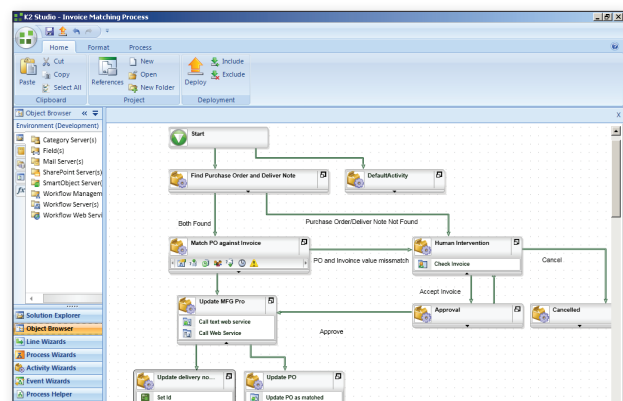 K2 Studio - Invoice Matching Process
Home Format Process
Paste
Cut
Copy
Select All
Clipboard
References
New
Open
New Folder
Project
Deploy
Include
Exclude
Deployment
Object Browser
Environment (Development)
Category Server(s)
Field(s)
Mail Server(s)
SharePoint Server(s)
SmartObject Server(
Workflow Managem
Workflow Server(s)
Workflow Web Servi
Solution Explorer
Object Browser
Line Wizards
Process Wizards
Activity Wizards
Event Wizards
Process Helper
Start
Find Purchase Order and Deliver Note
DefaultActivity
Both Found
Purchase Order/Deliver Note Not Found
Match PO against Invoice
PO and Invoince value missmatch
Human Intervention
Check Invoice
Cancel
Accept Invoice
Update MFG Pro
Call text web service
Call Web Service
Approve
Approval
Cancelled
Update delivery no...
Set Id
Update PO
Update PO as matched